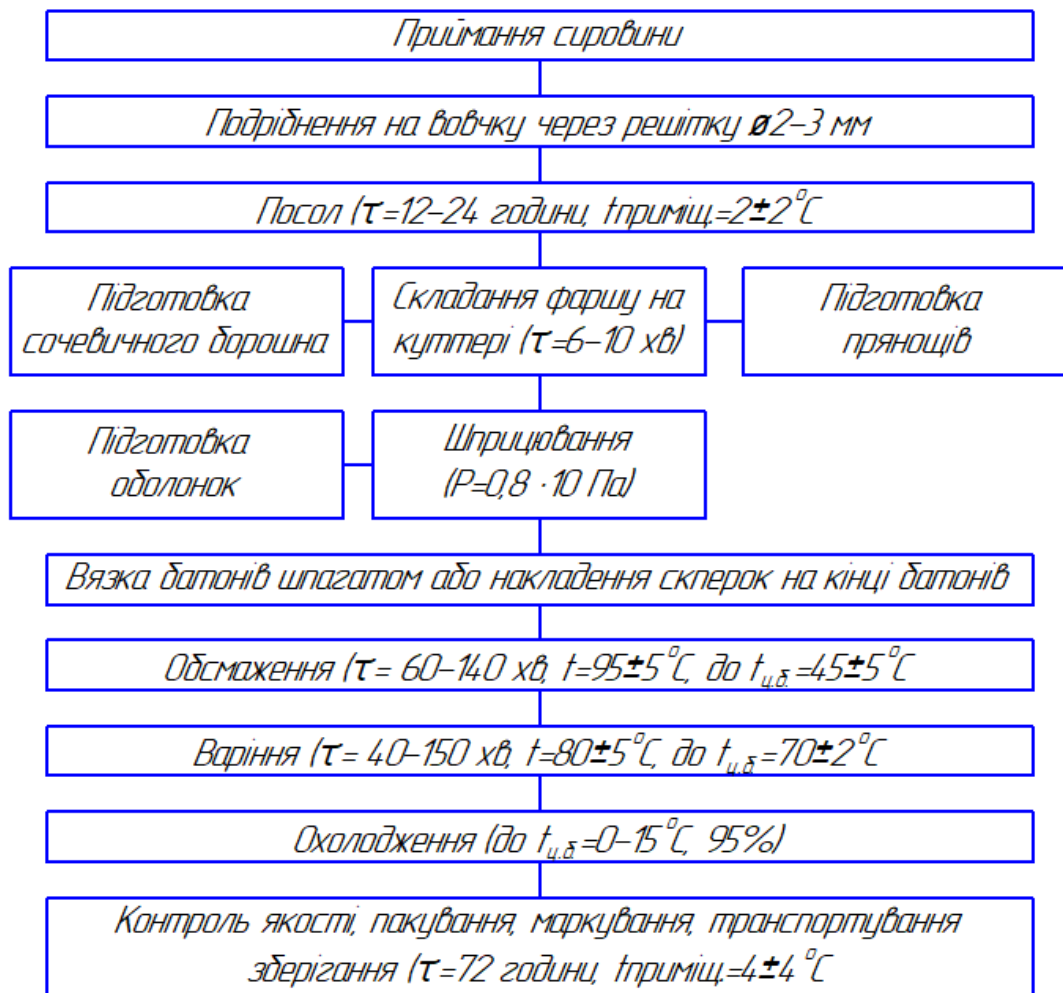 Приймання сировини
Подрібнення на вовчку через решітку ø2–3 мм
Посол (τ=12–24 години, tприміщ.=2±2°C
Підготовка
сочевичного борошна
Складання фаршу на
куттері (τ=6–10 хв)
Підготовка
прянощів
Підготовка
оболонок
Шприцювання
(P=0,8 · 10 Па)
Вязка батонів шпагатом або накладення скперок на кінці батонів
Обсмаження (τ= 60–140 хв, t=95±5°C, до tц.б.=45±5°C
Варіння (τ= 40–150 хв, t=80±5°C, до tц.б.=70±2°C
Охолодження (до tц.б.=0–15°C, 95%)
Контроль якості, пакування, маркування, транспортування
зберігання (τ=72 години, tприміщ.=4±4°C